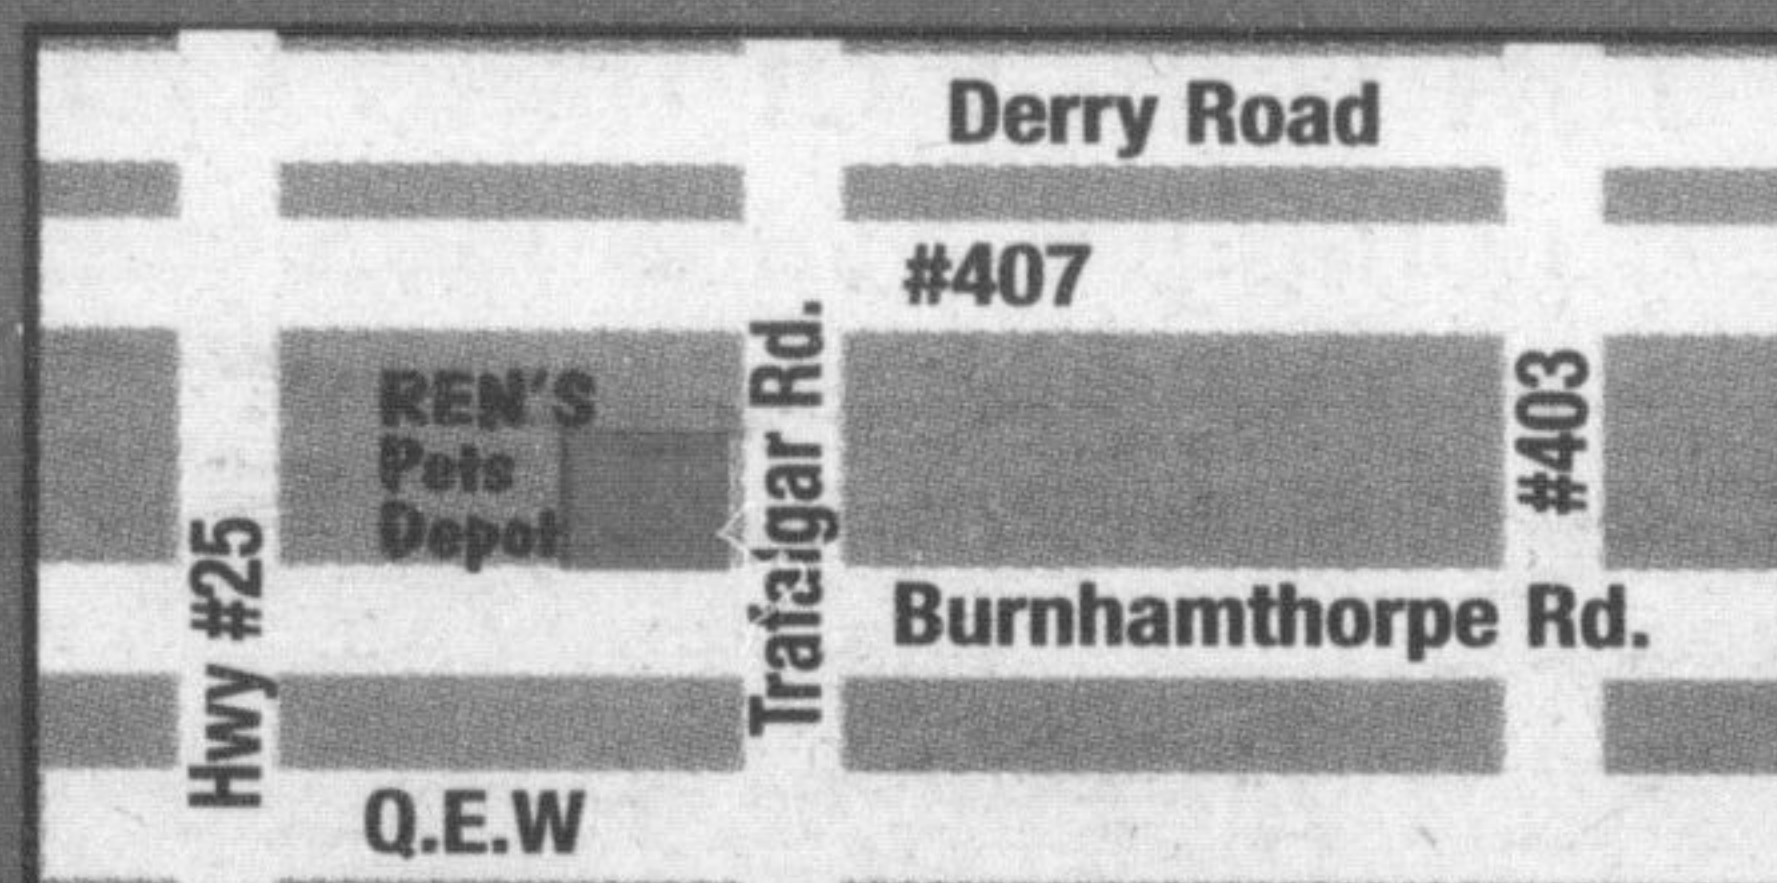 Derry Road
#407
REN'S
Pets
Depot
Trafalgar Rd.
#403
Hwy #25
Burnhamthorpe Rd.
Q.E.W